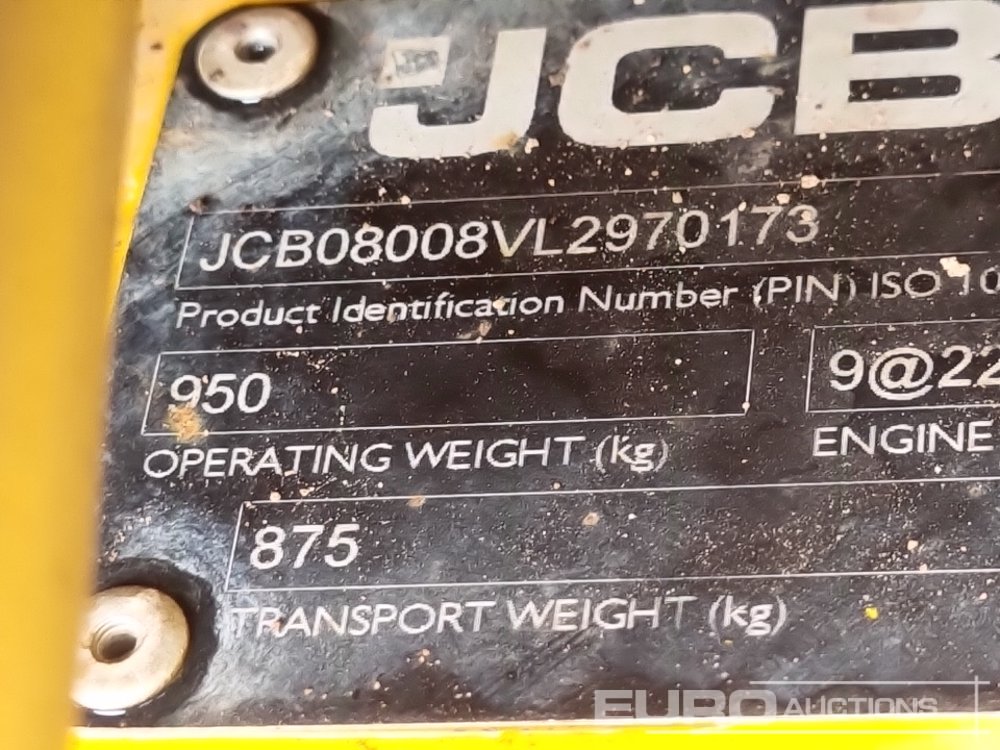 JCB
JCB08008VL2970173
Product Identification Number (PIN) ISO 10
950
9@22
OPERATING WEIGHT (kg)
ENGINE
875
TRANSPORT WEIGHT (kg)
EURO AUCTIONS